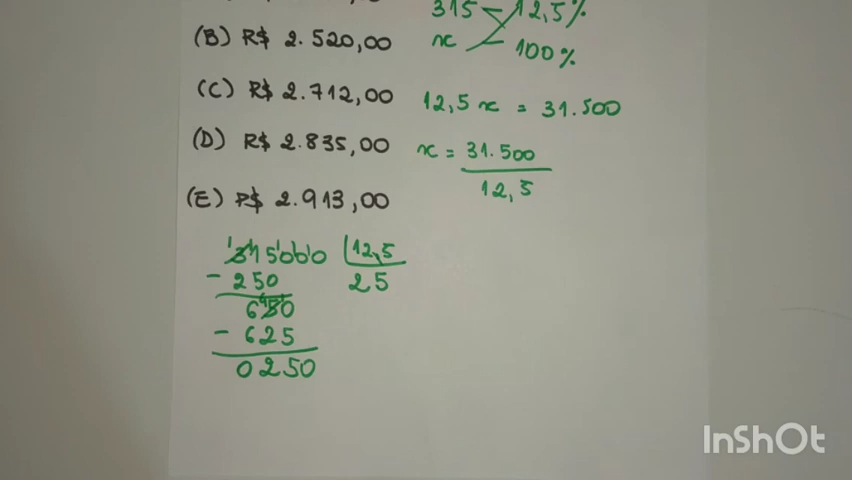 (B) R$ 2.520,00
(C) R$ 2.712,00
(D) R$ 2.835,00
(E) R$ 2.913,00
315 12,5%
x 100%
12,5 x = 31.500
x = 31.500
12,5
315000 12,5
- 250 25
650
- 625
0250
InShOt